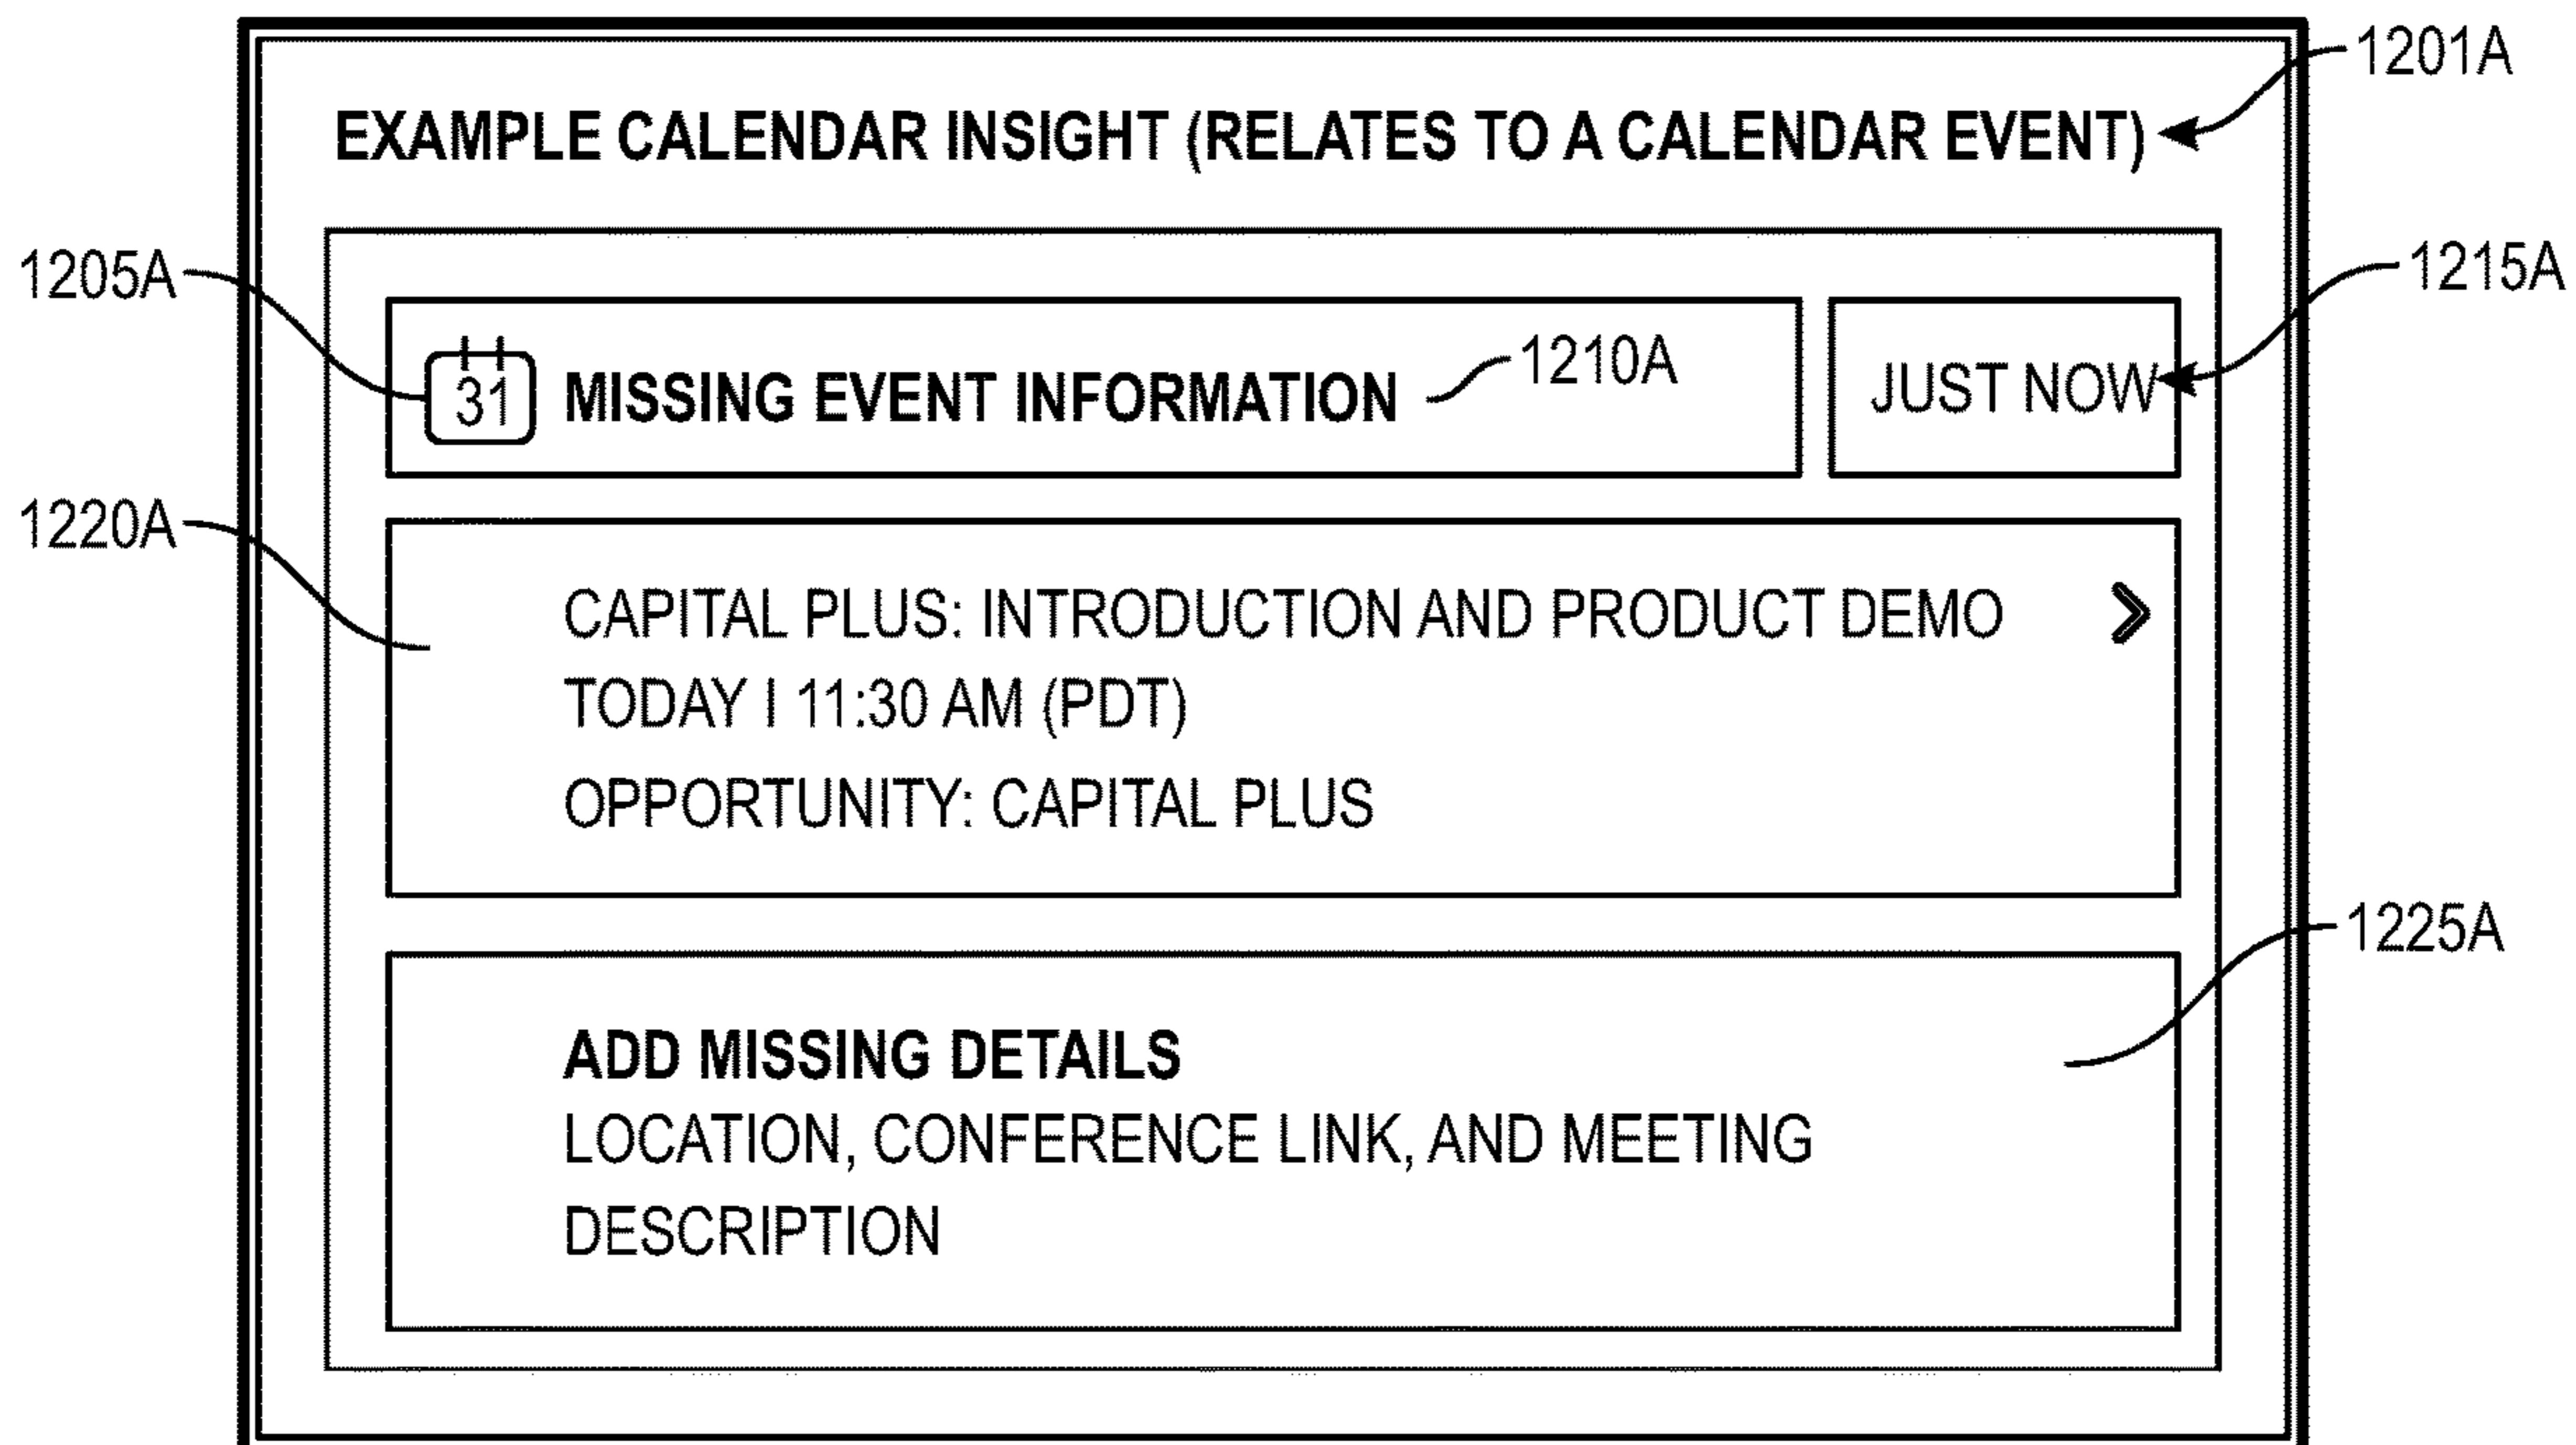 1201A
EXAMPLE CALENDAR INSIGHT (RELATES TO A CALENDAR EVENT)
1205A
1215A
31 MISSING EVENT INFORMATION
1210A
JUST NOW
1220A
CAPITAL PLUS: INTRODUCTION AND PRODUCT DEMO >
TODAY | 11:30 AM (PDT)
OPPORTUNITY: CAPITAL PLUS
1225A
ADD MISSING DETAILS
LOCATION, CONFERENCE LINK, AND MEETING
DESCRIPTION